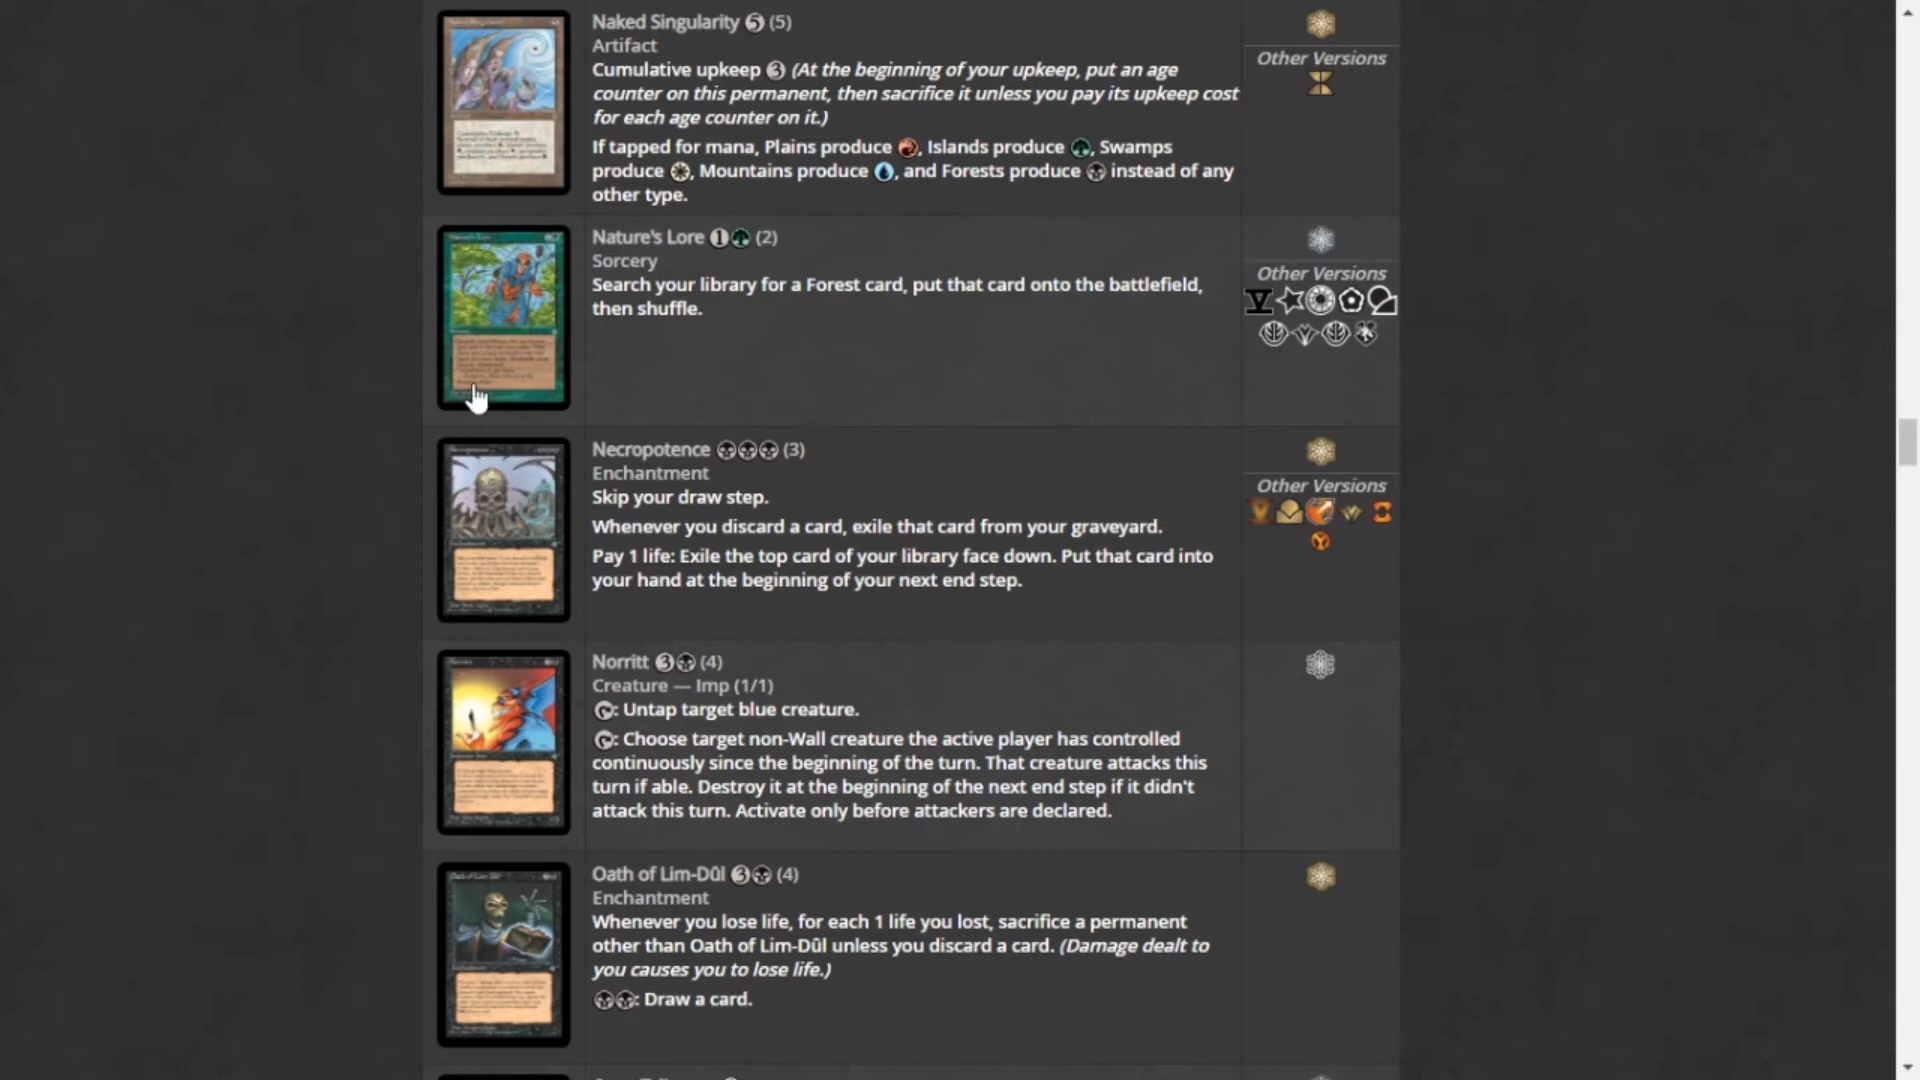 Naked Singularity 5 (5)
Artifact
Cumulative upkeep 3 (At the beginning of your upkeep, put an age
counter on this permanent, then sacrifice it unless you pay its upkeep cost
for each age counter on it.)
If tapped for mana, Plains produce , Islands produce , Swamps
produce , Mountains produce , and Forests produce instead of any
other type.
Other Versions
Nature's Lore 1 (2)
Sorcery
Search your library for a Forest card, put that card onto the battlefield,
then shuffle.
Other Versions
Necropotence (3)
Enchantment
Skip your draw step.
Whenever you discard a card, exile that card from your graveyard.
Pay 1 life: Exile the top card of your library face down. Put that card into
your hand at the beginning of your next end step.
Other Versions
Norritt 3 (4)
Creature — Imp (1/1)
: Untap target blue creature.
: Choose target non-Wall creature the active player has controlled
continuously since the beginning of the turn. That creature attacks this
turn if able. Destroy it at the beginning of the next end step if it didn't
attack this turn. Activate only before attackers are declared.
Oath of Lim-Dûl 3 (4)
Enchantment
Whenever you lose life, for each 1 life you lost, sacrifice a permanent
other than Oath of Lim-Dûl unless you discard a card. (Damage dealt to
you causes you to lose life.)
: Draw a card.